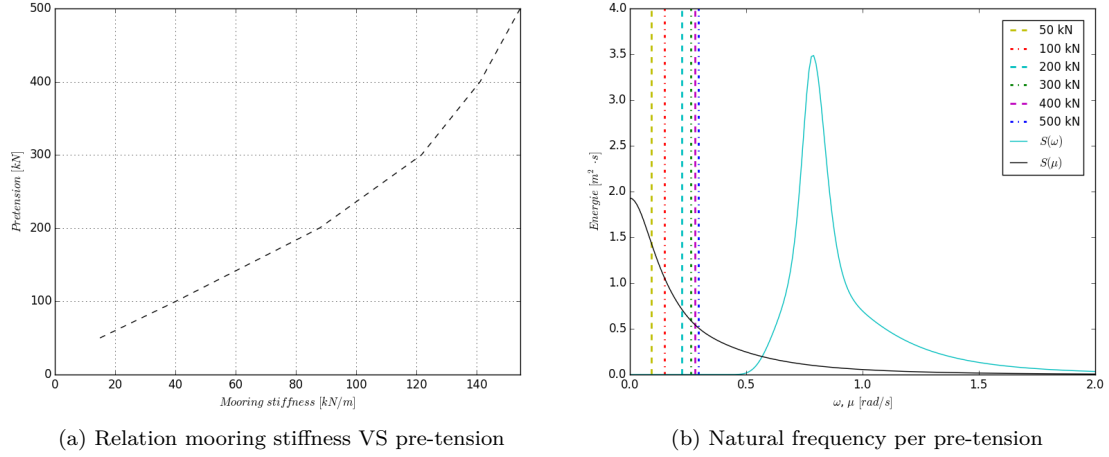 500
400
300
200
100
0
0
20
40
60
80
100
120
140
Pretension [kN]
Mooring stiffness [kN/m]
(a) Relation mooring stiffness VS pre-tension
4.0
3.5
3.0
2.5
2.0
1.5
1.0
0.5
0.0
0.0
0.5
1.0
1.5
2.0
Energie [m² · s]
ω, μ [rad/s]
50 kN
100 kN
200 kN
300 kN
400 kN
500 kN
S(ω)
S(μ)
(b) Natural frequency per pre-tension